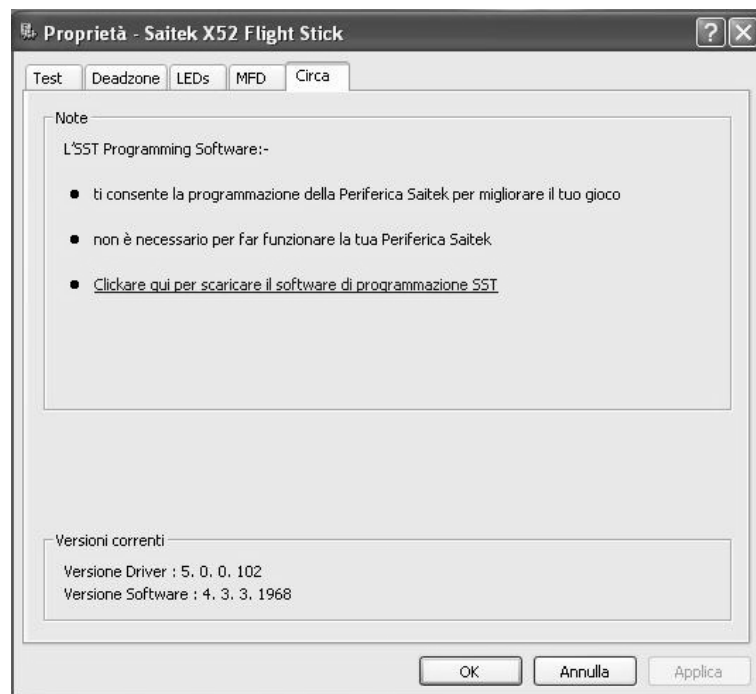 Proprietà - Saitek X52 Flight Stick
Test Deadzone LEDs MFD Circa
Note
L'SST Programming Software:-
ti consente la programmazione della Periferica Saitek per migliorare il tuo gioco
non è necessario per far funzionare la tua Periferica Saitek
Clickare qui per scaricare il software di programmazione SST
Versioni correnti
Versione Driver : 5. 0. 0. 102
Versione Software : 4. 3. 3. 1968
OK Annulla Applica